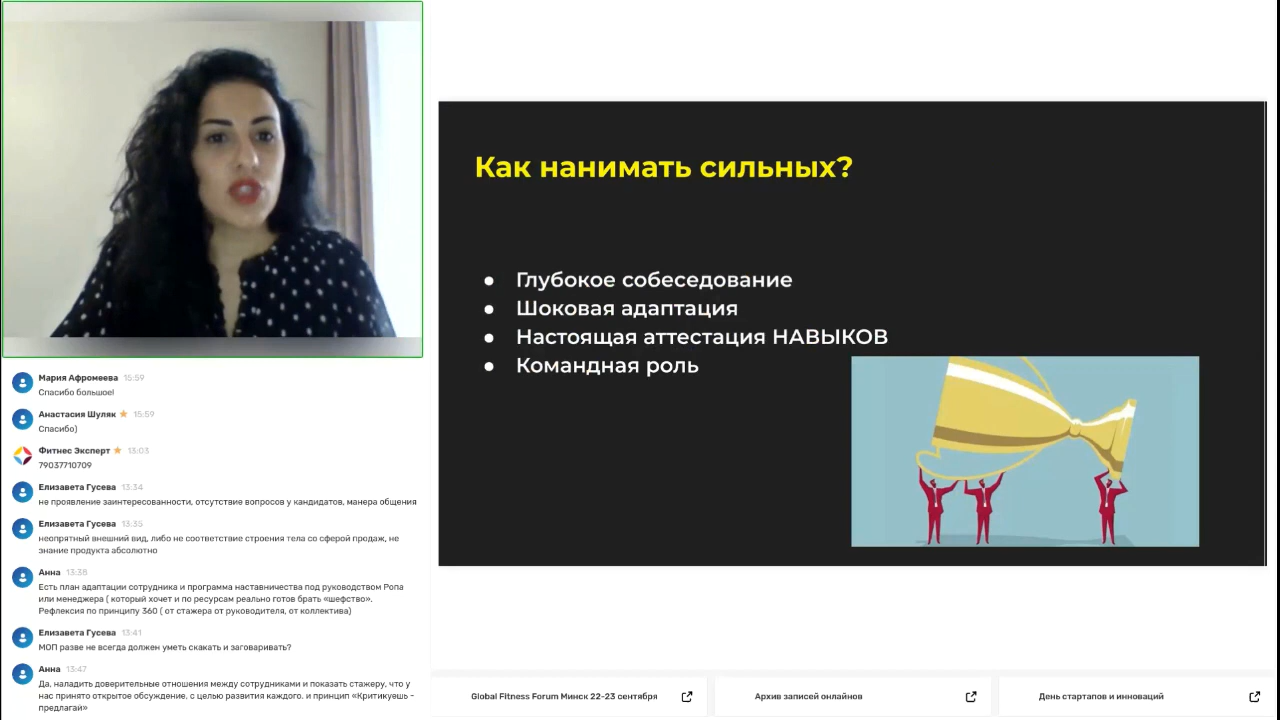 Как нанимать сильных?
● Глубокое собеседование
● Шоковая адаптация
● Настоящая аттестация НАВЫКОВ
● Командная роль
Мария Афромеева 15:59
Спасибо большое!
Анастасия Шуляк 15:59
Спасибо)
Фитнес Эксперт 13:03
79037710709
Елизавета Гусева 13:34
не проявление заинтересованности, отсутствие вопросов у кандидатов, манера общения
Елизавета Гусева 13:35
неопрятный внешний вид, либо не соответствие строения тела со сферой продаж, не
знание продукта абсолютно
Анна 13:38
Есть план адаптации сотрудника и программа наставничества под руководством Ропа
или менеджера ( который хочет и по ресурсам реально готов брать «шефство».
Рефлексия по принципу 360 ( от стажера от руководителя, от коллектива)
Елизавета Гусева 13:41
МОП разве не всегда должен уметь скакать и заговаривать?
Анна 13:47
Да, наладить доверительные отношения между сотрудниками и показать стажеру, что у
нас принято открытое обсуждение, с целью развития каждого, и принцип «Критикуешь -
предлагай»
Global Fitness Forum Минск 22-23 сентября
Архив записей онлайнов
День стартапов и инноваций